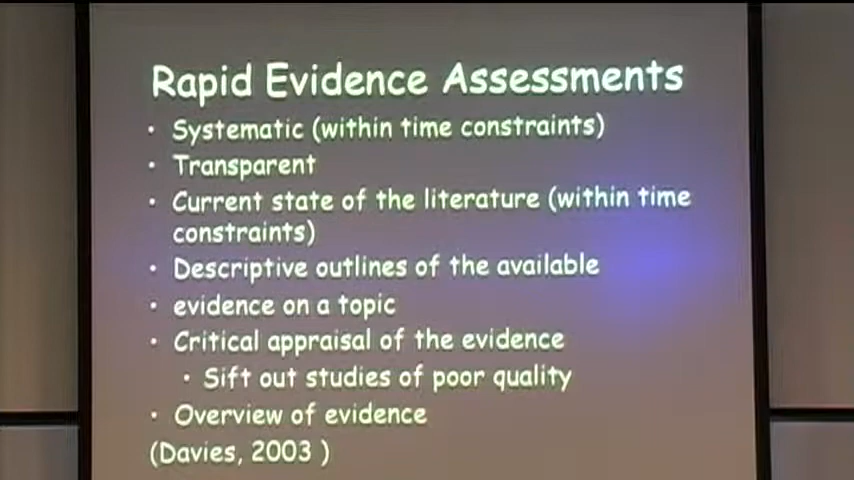 Rapid Evidence Assessments
• Systematic (within time constraints)
• Transparent
• Current state of the literature (within time
constraints)
• Descriptive outlines of the available
• evidence on a topic
• Critical appraisal of the evidence
• Sift out studies of poor quality
• Overview of evidence
(Davies, 2003 )